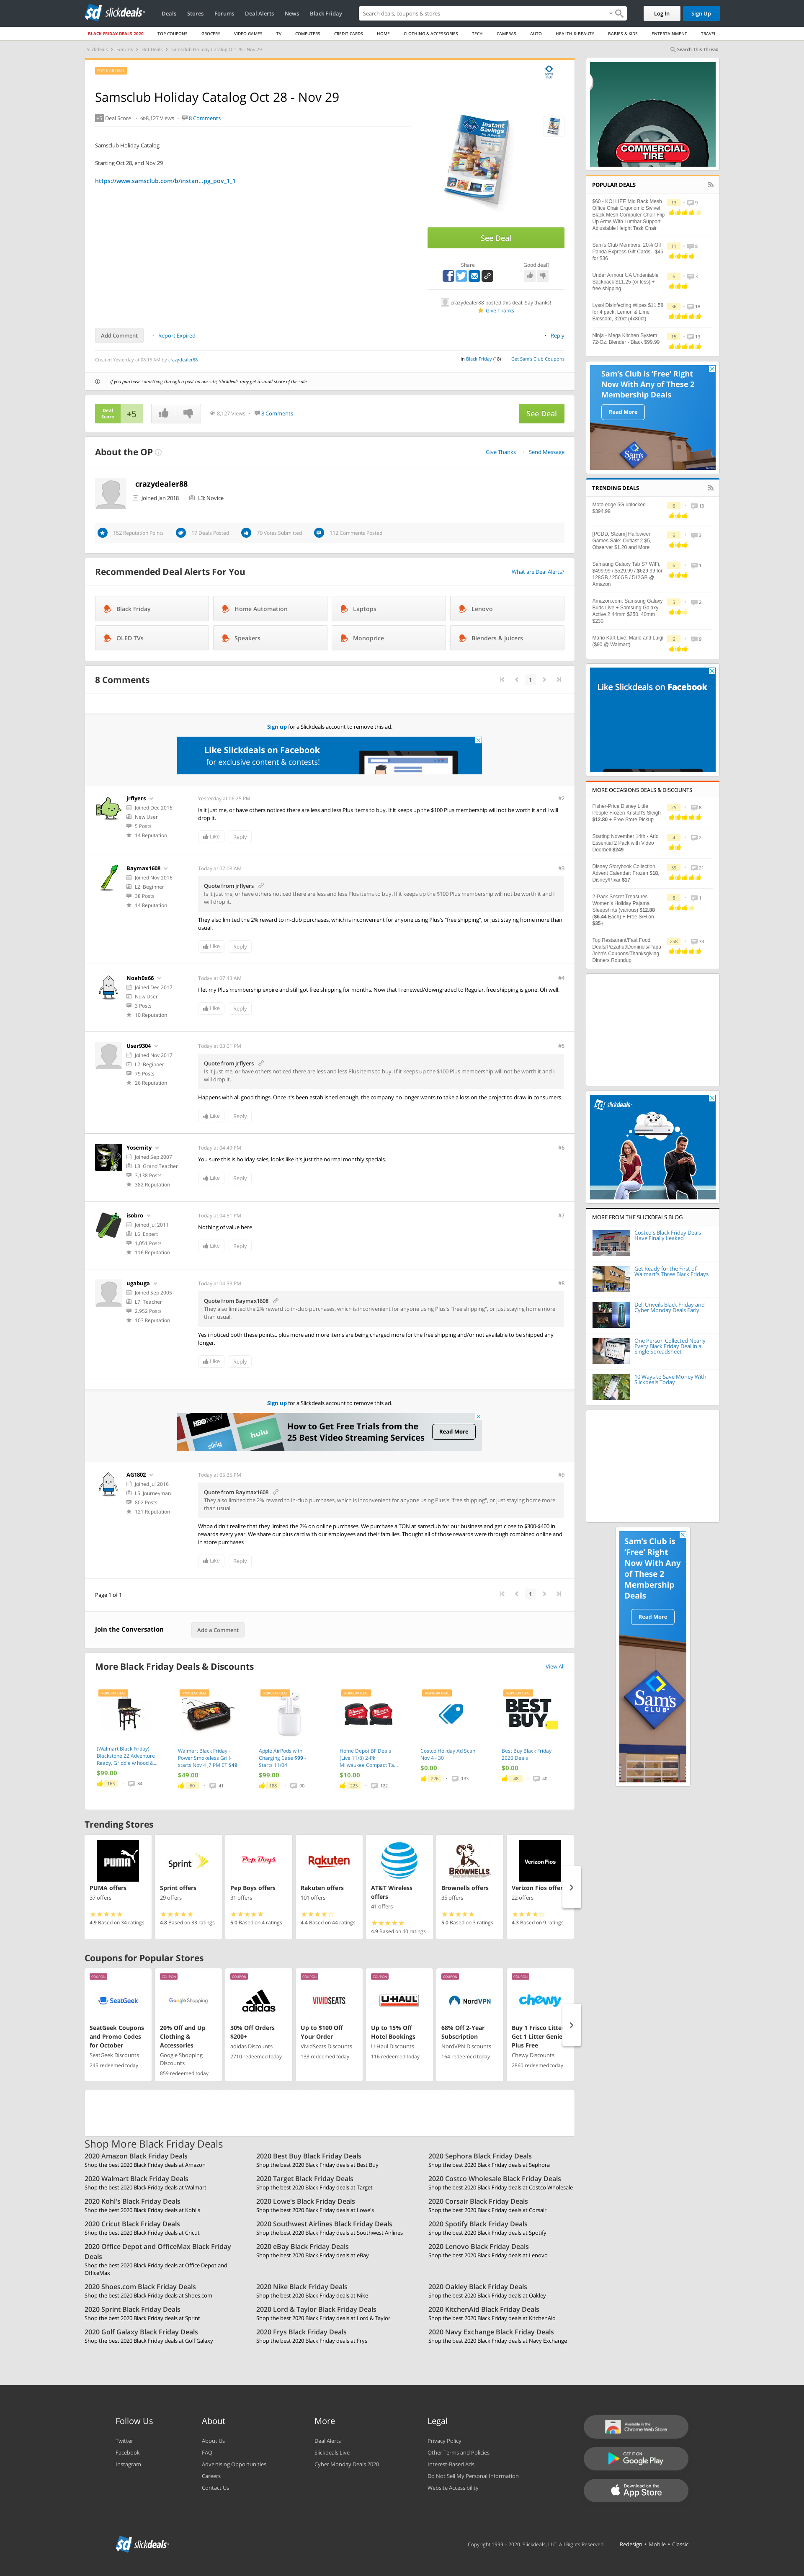 slickdeals
Deals
Stores
Forums
Deal Alerts
News
Black Friday
Search deals, coupons & stores
Log In
Sign Up
BLACK FRIDAY DEALS 2020
TOP COUPONS
GROCERY
VIDEO GAMES
TV
COMPUTERS
CREDIT CARDS
HOME
CLOTHING & ACCESSORIES
TECH
CAMERAS
AUTO
HEALTH & BEAUTY
BABIES & KIDS
ENTERTAINMENT
TRAVEL
Slickdeals > Forums > Hot Deals > Samsclub Holiday Catalog Oct 28 - Nov 29
Search This Thread
Samsclub Holiday Catalog Oct 28 - Nov 29
+5 Deal Score
8,127 Views
8 Comments
Samsclub Holiday Catalog
Starting Oct 28, end Nov 29
https://www.samsclub.com/b/instan...pg_pov_1_1
Instant Savings
See Deal
Share
Good deal?
crazydealer88 posted this deal. Say thanks!
Give Thanks
Add Comment
Report Expired
Reply
Created Yesterday at 08:16 AM by crazydealer88
in Black Friday (18)
Get Sam's Club Coupons
If you purchase something through a post on our site, Slickdeals may get a small share of the sale.
Deal Score +5
8,127 Views
8 Comments
See Deal
About the OP
Give Thanks
Send Message
crazydealer88
Joined Jan 2018
L3: Novice
152 Reputation Points
17 Deals Posted
70 Votes Submitted
112 Comments Posted
Recommended Deal Alerts For You
What are Deal Alerts?
Black Friday
Home Automation
Laptops
Lenovo
OLED TVs
Speakers
Monoprice
Blenders & Juicers
8 Comments
1
Sign up for a Slickdeals account to remove this ad.
Like Slickdeals on Facebook
for exclusive content & contests!
jrflyers
Joined Dec 2016
New User
5 Posts
14 Reputation
Yesterday at 08:25 PM
#2
Is it just me, or have others noticed there are less and less Plus items to buy. If it keeps up the $100 Plus membership will not be worth it and I will
drop it.
Like
Reply
Baymax1608
Joined Nov 2016
L2: Beginner
38 Posts
14 Reputation
Today at 07:08 AM
#3
Quote from jrflyers
Is it just me, or have others noticed there are less and less Plus items to buy. If it keeps up the $100 Plus membership will not be worth it and I
will drop it.
They also limited the 2% reward to in-club purchases, which is inconvenient for anyone using Plus's "free shipping", or just staying home more than
usual.
Like
Reply
Noah0x66
Joined Dec 2017
New User
3 Posts
10 Reputation
Today at 07:43 AM
#4
I let my Plus membership expire and still got free shipping for months. Now that I renewed/downgraded to Regular, free shipping is gone. Oh well.
Like
Reply
User9304
Joined Nov 2017
L2: Beginner
79 Posts
26 Reputation
Today at 03:01 PM
#5
Quote from jrflyers
Is it just me, or have others noticed there are less and less Plus items to buy. If it keeps up the $100 Plus membership will not be worth it and I
will drop it.
Happens with all good things. Once it's been established enough, the company no longer wants to take a loss on the project to draw in consumers.
Like
Reply
Yosemity
Joined Sep 2007
L8: Grand Teacher
3,138 Posts
382 Reputation
Today at 04:49 PM
#6
You sure this is holiday sales, looks like it's just the normal monthly specials.
Like
Reply
isobro
Joined Jul 2011
L6: Expert
1,051 Posts
116 Reputation
Today at 04:51 PM
#7
Nothing of value here
Like
Reply
ugabuga
Joined Sep 2005
L7: Teacher
2,952 Posts
103 Reputation
Today at 04:53 PM
#8
Quote from Baymax1608
They also limited the 2% reward to in-club purchases, which is inconvenient for anyone using Plus's "free shipping", or just staying home more
than usual.
Yes i noticed both these points.. plus more and more items are being charged more for the free shipping and/or not available to be shipped any
longer.
Like
Reply
Sign up for a Slickdeals account to remove this ad.
HBO NOW
sling
hulu
How to Get Free Trials from the
25 Best Video Streaming Services
Read More
AG1802
Joined Jul 2016
L5: Journeyman
802 Posts
121 Reputation
Today at 05:35 PM
#9
Quote from Baymax1608
They also limited the 2% reward to in-club purchases, which is inconvenient for anyone using Plus's "free shipping", or just staying home more
than usual.
Whoa didn't realize that they limited the 2% on online purchases. We purchase a TON at samsclub for all our business and get close to $300-$400 in
rewards every year. We share our plus card with our employees and their families. Thought all of those rewards were through combined online and
in store purchases
Like
Reply
Page 1 of 1
1
Join the Conversation
Add a Comment
More Black Friday Deals & Discounts
View All
(Walmart Black Friday)
Blackstone 22 Adventure
Ready, Griddle w hood &...
$99.00
163
84
Walmart Black Friday -
Power Smokeless Grill-
starts Nov 4 ,7 PM ET $49
$49.00
69
41
Apple AirPods with
Charging Case $99 -
Starts 11/04
$99.00
188
90
Home Depot BF Deals
(Live 11/8) 2-Pk
Milwaukee Compact Ta...
$10.00
223
122
Costco Holiday Ad Scan
Nov 4 - 30
$0.00
226
133
BEST BUY
Best Buy Black Friday
2020 Deals
$0.00
48
40
Trending Stores
PUMA
PUMA offers
37 offers
4.9 Based on 34 ratings
Sprint
Sprint offers
29 offers
4.8 Based on 33 ratings
Pep Boys
Pep Boys offers
31 offers
5.0 Based on 4 ratings
Rakuten
Rakuten offers
101 offers
4.4 Based on 44 ratings
AT&T Wireless
offers
41 offers
4.9 Based on 40 ratings
BROWNELLS
Brownells offers
35 offers
5.0 Based on 3 ratings
Verizon Fios
Verizon Fios offers
22 offers
4.3 Based on 9 ratings
Coupons for Popular Stores
COUPON
SeatGeek
SeatGeek Coupons
and Promo Codes
for October
SeatGeek Discounts
245 redeemed today
COUPON
Google Shopping
20% Off and Up
Clothing &
Accessories
Google Shopping
Discounts
859 redeemed today
COUPON
adidas
30% Off Orders
$200+
adidas Discounts
2710 redeemed today
COUPON
VIVIDSEATS
Up to $100 Off
Your Order
VividSeats Discounts
133 redeemed today
COUPON
U-HAUL
Up to 15% Off
Hotel Bookings
U-Haul Discounts
116 redeemed today
COUPON
NordVPN
68% Off 2-Year
Subscription
NordVPN Discounts
164 redeemed today
COUPON
chewy
Buy 1 Frisco Litter,
Get 1 Litter Genie
Plus Free
Chewy Discounts
2860 redeemed today
Shop More Black Friday Deals
2020 Amazon Black Friday Deals
Shop the best 2020 Black Friday deals at Amazon
2020 Best Buy Black Friday Deals
Shop the best 2020 Black Friday deals at Best Buy
2020 Sephora Black Friday Deals
Shop the best 2020 Black Friday deals at Sephora
2020 Walmart Black Friday Deals
Shop the best 2020 Black Friday deals at Walmart
2020 Target Black Friday Deals
Shop the best 2020 Black Friday deals at Target
2020 Costco Wholesale Black Friday Deals
Shop the best 2020 Black Friday deals at Costco Wholesale
2020 Kohl's Black Friday Deals
Shop the best 2020 Black Friday deals at Kohl's
2020 Lowe's Black Friday Deals
Shop the best 2020 Black Friday deals at Lowe's
2020 Corsair Black Friday Deals
Shop the best 2020 Black Friday deals at Corsair
2020 Cricut Black Friday Deals
Shop the best 2020 Black Friday deals at Cricut
2020 Southwest Airlines Black Friday Deals
Shop the best 2020 Black Friday deals at Southwest Airlines
2020 Spotify Black Friday Deals
Shop the best 2020 Black Friday deals at Spotify
2020 Office Depot and OfficeMax Black Friday
Deals
Shop the best 2020 Black Friday deals at Office Depot and
OfficeMax
2020 eBay Black Friday Deals
Shop the best 2020 Black Friday deals at eBay
2020 Lenovo Black Friday Deals
Shop the best 2020 Black Friday deals at Lenovo
2020 Shoes.com Black Friday Deals
Shop the best 2020 Black Friday deals at Shoes.com
2020 Nike Black Friday Deals
Shop the best 2020 Black Friday deals at Nike
2020 Oakley Black Friday Deals
Shop the best 2020 Black Friday deals at Oakley
2020 Sprint Black Friday Deals
Shop the best 2020 Black Friday deals at Sprint
2020 Lord & Taylor Black Friday Deals
Shop the best 2020 Black Friday deals at Lord & Taylor
2020 KitchenAid Black Friday Deals
Shop the best 2020 Black Friday deals at KitchenAid
2020 Golf Galaxy Black Friday Deals
Shop the best 2020 Black Friday deals at Golf Galaxy
2020 Frys Black Friday Deals
Shop the best 2020 Black Friday deals at Frys
2020 Navy Exchange Black Friday Deals
Shop the best 2020 Black Friday deals at Navy Exchange
COMMERCIAL
TIRE
POPULAR DEALS
$60 - KOLLIEE Mid Back Mesh
Office Chair Ergonomic Swivel
Black Mesh Computer Chair Flip
Up Arms With Lumbar Support
Adjustable Height Task Chair
13
9
Sam's Club Members: 20% Off
Panda Express Gift Cards - $45
for $36
11
8
Under Armour UA Undeniable
Sackpack $11.25 (or less) +
free shipping
6
3
Lysol Disinfecting Wipes $11.58
for 4 pack. Lemon & Lime
Blossom, 320ct (4x80ct)
36
18
Ninja - Mega Kitchen System
72-Oz. Blender - Black $99.99
15
13
Sam's Club is 'Free' Right
Now With Any of These 2
Membership Deals
Read More
Sam's
TRENDING DEALS
Moto edge 5G unlocked
$394.99
8
13
[PCDD, Steam] Halloween
Games Sale: Outlast 2 $5,
Observer $1.20 and More
6
3
Samsung Galaxy Tab S7 WiFi,
$499.99 / $529.99 / $629.99 for
128GB / 256GB / 512GB @
Amazon
6
1
Amazon.com: Samsung Galaxy
Buds Live + Samsung Galaxy
Active 2 44mm $250, 40mm
$230
5
2
Mario Kart Live: Mario and Luigi
($90 @ Walmart)
6
9
Like Slickdeals on Facebook
MORE OCCASIONS DEALS & DISCOUNTS
Fisher-Price Disney Little
People Frozen Kristoff's Sleigh
$12.80 + Free Store Pickup
25
8
Starting November 14th - Arlo
Essential 2 Pack with Video
Doorbell $249
4
2
Disney Storybook Collection
Advent Calendar: Frozen $18,
Disney/Pixar $17
59
21
2-Pack Secret Treasures
Women's Holiday Pajama
Sleepshirts (various) $12.88
($6.44 Each) + Free S/H on
$35+
8
1
Top Restaurant/Fast Food
Deals/Pizzahut/Domino's/Papa
John's Coupons/Thanksgiving
Dinners Roundup
258
33
slickdeals
MORE FROM THE SLICKDEALS BLOG
Costco's Black Friday Deals
Have Finally Leaked
Get Ready for the First of
Walmart's Three Black Fridays
Dell Unveils Black Friday and
Cyber Monday Deals Early
One Person Collected Nearly
Every Black Friday Deal in a
Single Spreadsheet
10 Ways to Save Money With
Slickdeals Today
Sam's Club is
'Free' Right
Now With Any
of These 2
Membership
Deals
Read More
Sam's
CLUB
Follow Us
Twitter
Facebook
Instagram
About
About Us
FAQ
Advertising Opportunities
Careers
Contact Us
More
Deal Alerts
Slickdeals Live
Cyber Monday Deals 2020
Legal
Privacy Policy
Other Terms and Policies
Interest-Based Ads
Do Not Sell My Personal Information
Website Accessibility
Available in the
Chrome Web Store
GET IT ON
Google Play
Download on the
App Store
slickdeals
Copyright 1999 - 2020. Slickdeals, LLC. All Rights Reserved.
Redesign • Mobile • Classic